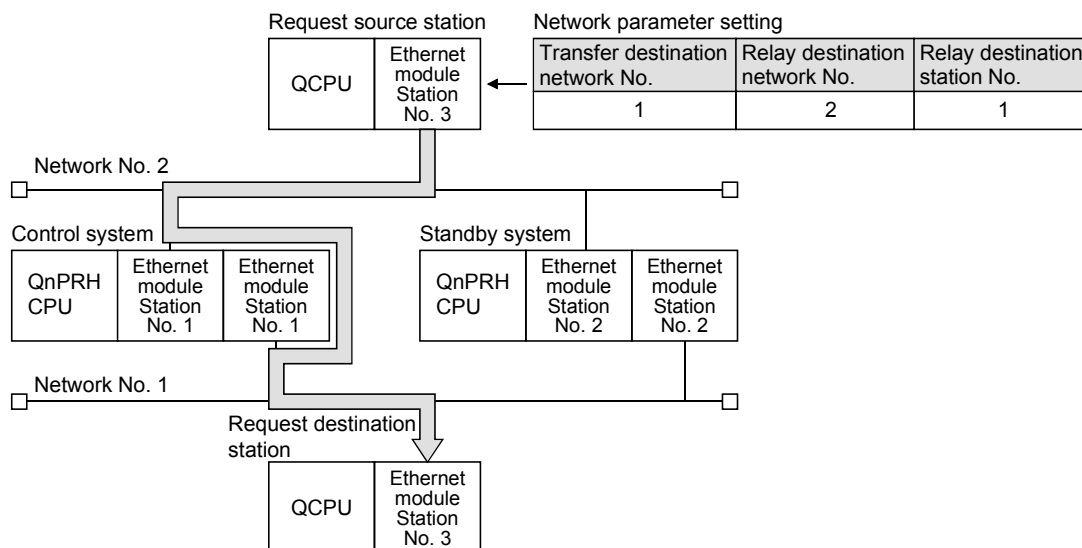 Request source station
Network parameter setting
QCPU
Ethernet
module
Station
No. 3
Transfer destination
network No.
Relay destination
network No.
Relay destination
station No.
1
2
1
Network No. 2
Control system
Standby system
QnPRH
CPU
Ethernet
module
Station
No. 1
Ethernet
module
Station
No. 1
QnPRH
CPU
Ethernet
module
Station
No. 2
Ethernet
module
Station
No. 2
Network No. 1
Request destination
station
QCPU
Ethernet
module
Station
No. 3